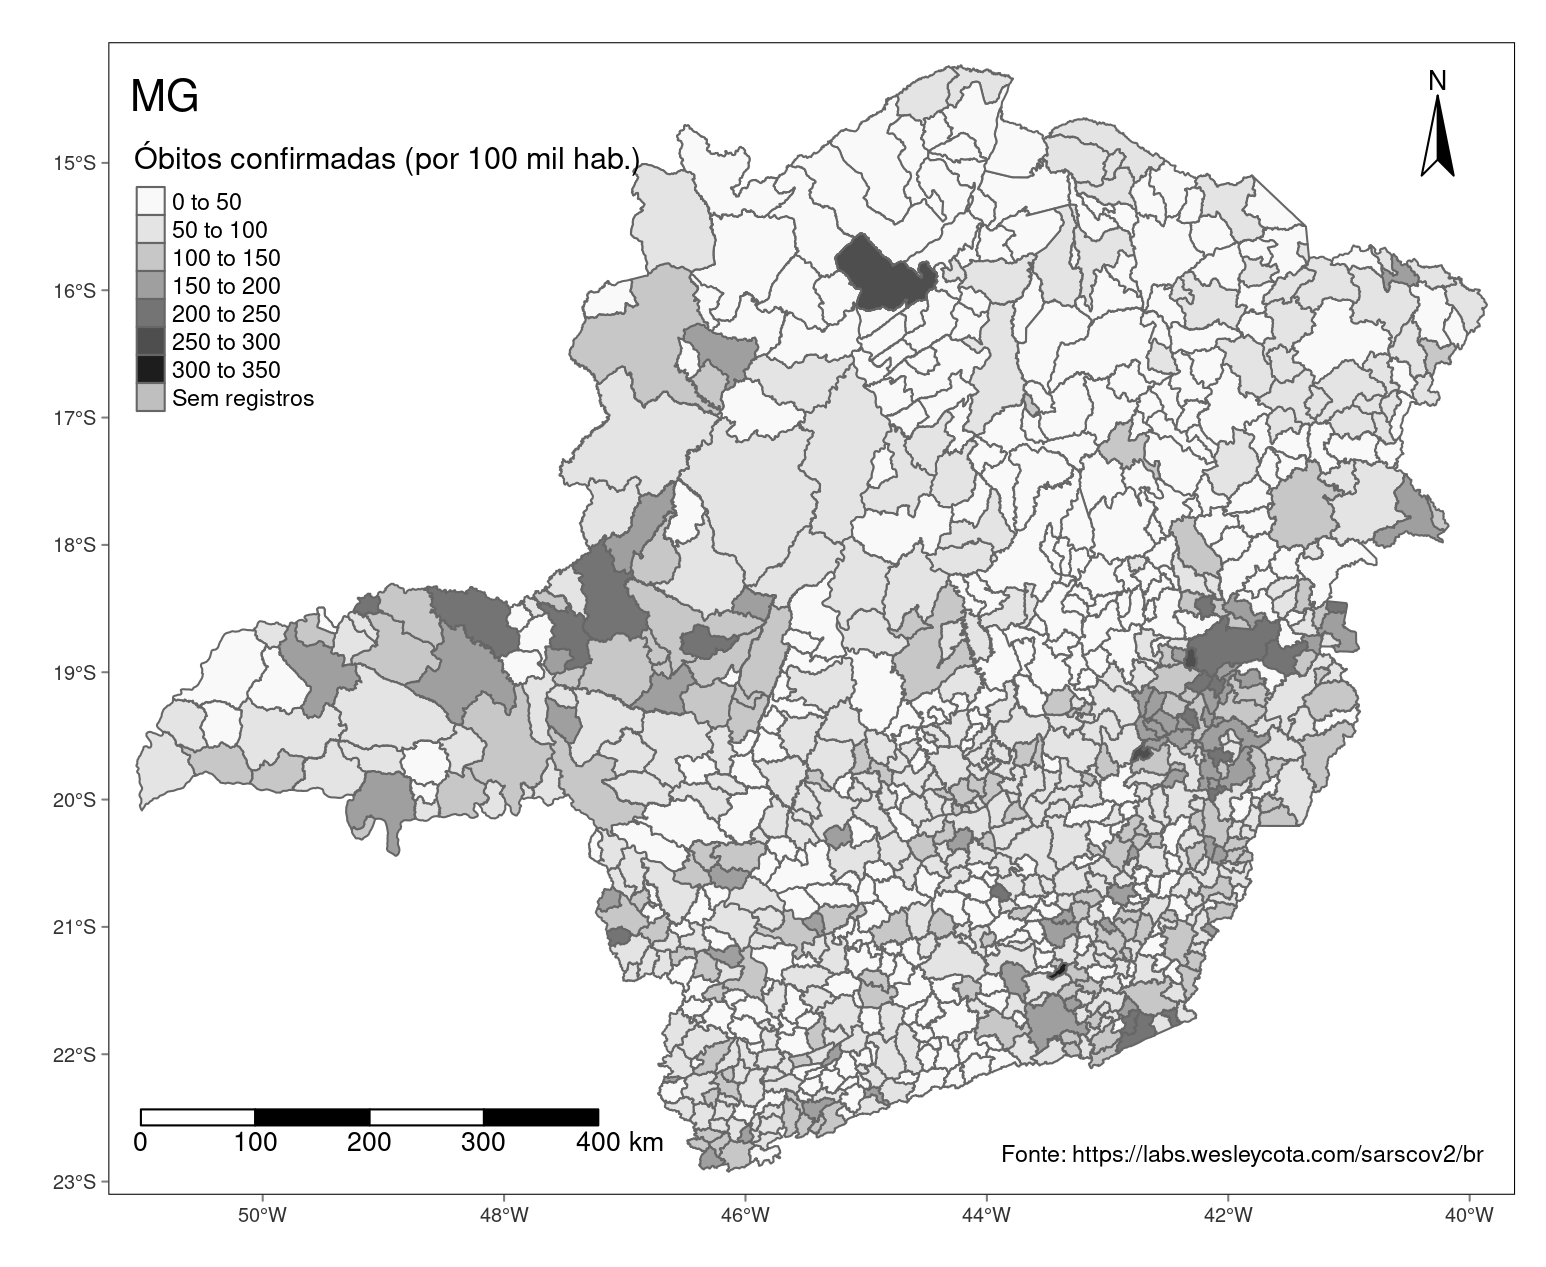 MG
N
Óbitos confirmadas (por 100 mil hab.)
0 to 50
50 to 100
100 to 150
150 to 200
200 to 250
250 to 300
300 to 350
Sem registros
15°S
16°S
17°S
18°S
19°S
20°S
21°S
22°S
23°S
0 100 200 300 400 km
Fonte: https://labs.wesleycota.com/sarscov2/br
50°W 48°W 46°W 44°W 42°W 40°W